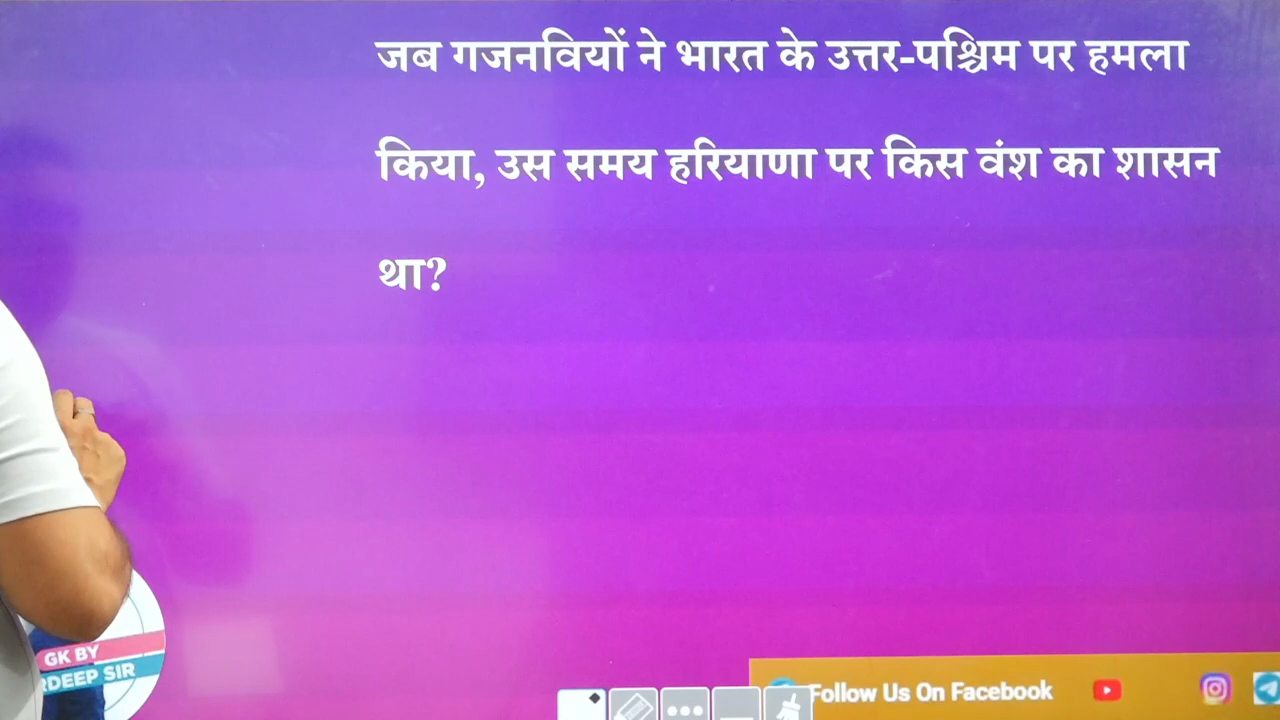 जब गजनवियों ने भारत के उत्तर-पश्चिम पर हमला
किया, उस समय हरियाणा पर किस वंश का शासन
था?
GK BY
RDEEP SIR
Follow Us On Facebook